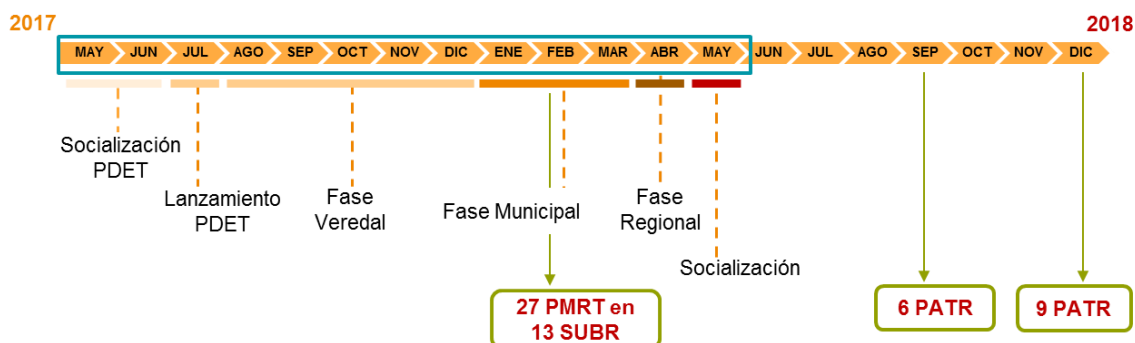 2017
2018
MAY JUN JUL AGO SEP OCT NOV DIC ENE FEB MAR ABR MAY JUN JUL AGO SEP OCT NOV DIC
Socialización
PDET
Lanzamiento
PDET
Fase
Veredal
Fase Municipal
Fase
Regional
Socialización
27 PMRT en
13 SUBR
6 PATR
9 PATR